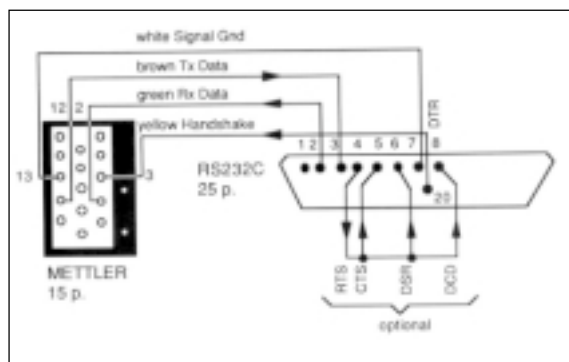 white Signal Gnd
brown Tx Data
green Rx Data
yellow Handshake
12 2
13
3
METTLER
15 p.
RS232C
25 p.
1 2 3 4 5 6 7 8
DTR
20
RTS
CTS
DSR
DCD
optional